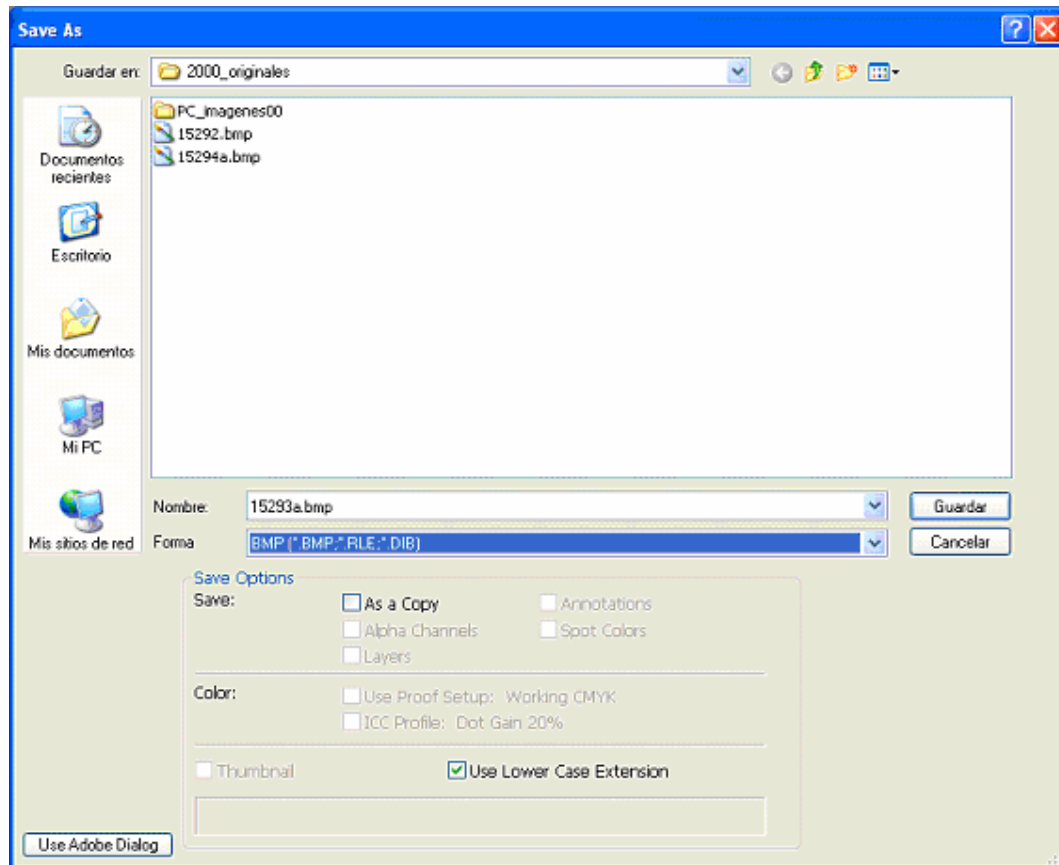 Save As
Guardar en: 2000_originales
PC_imagenes00
15292.bmp
15294a.bmp
Documentos
recientes
Escritorio
Mis documentos
Mi PC
Mis sitios de red
Nombre: 15293a.bmp Guardar
Forma BMP (*.BMP;*.RLE;*.DIB) Cancelar
Save Options
Save: As a Copy Annotations
Alpha Channels Spot Colors
Layers
Color: Use Proof Setup: Working CMYK
ICC Profile: Dot Gain 20%
Thumbnail Use Lower Case Extension
Use Adobe Dialog